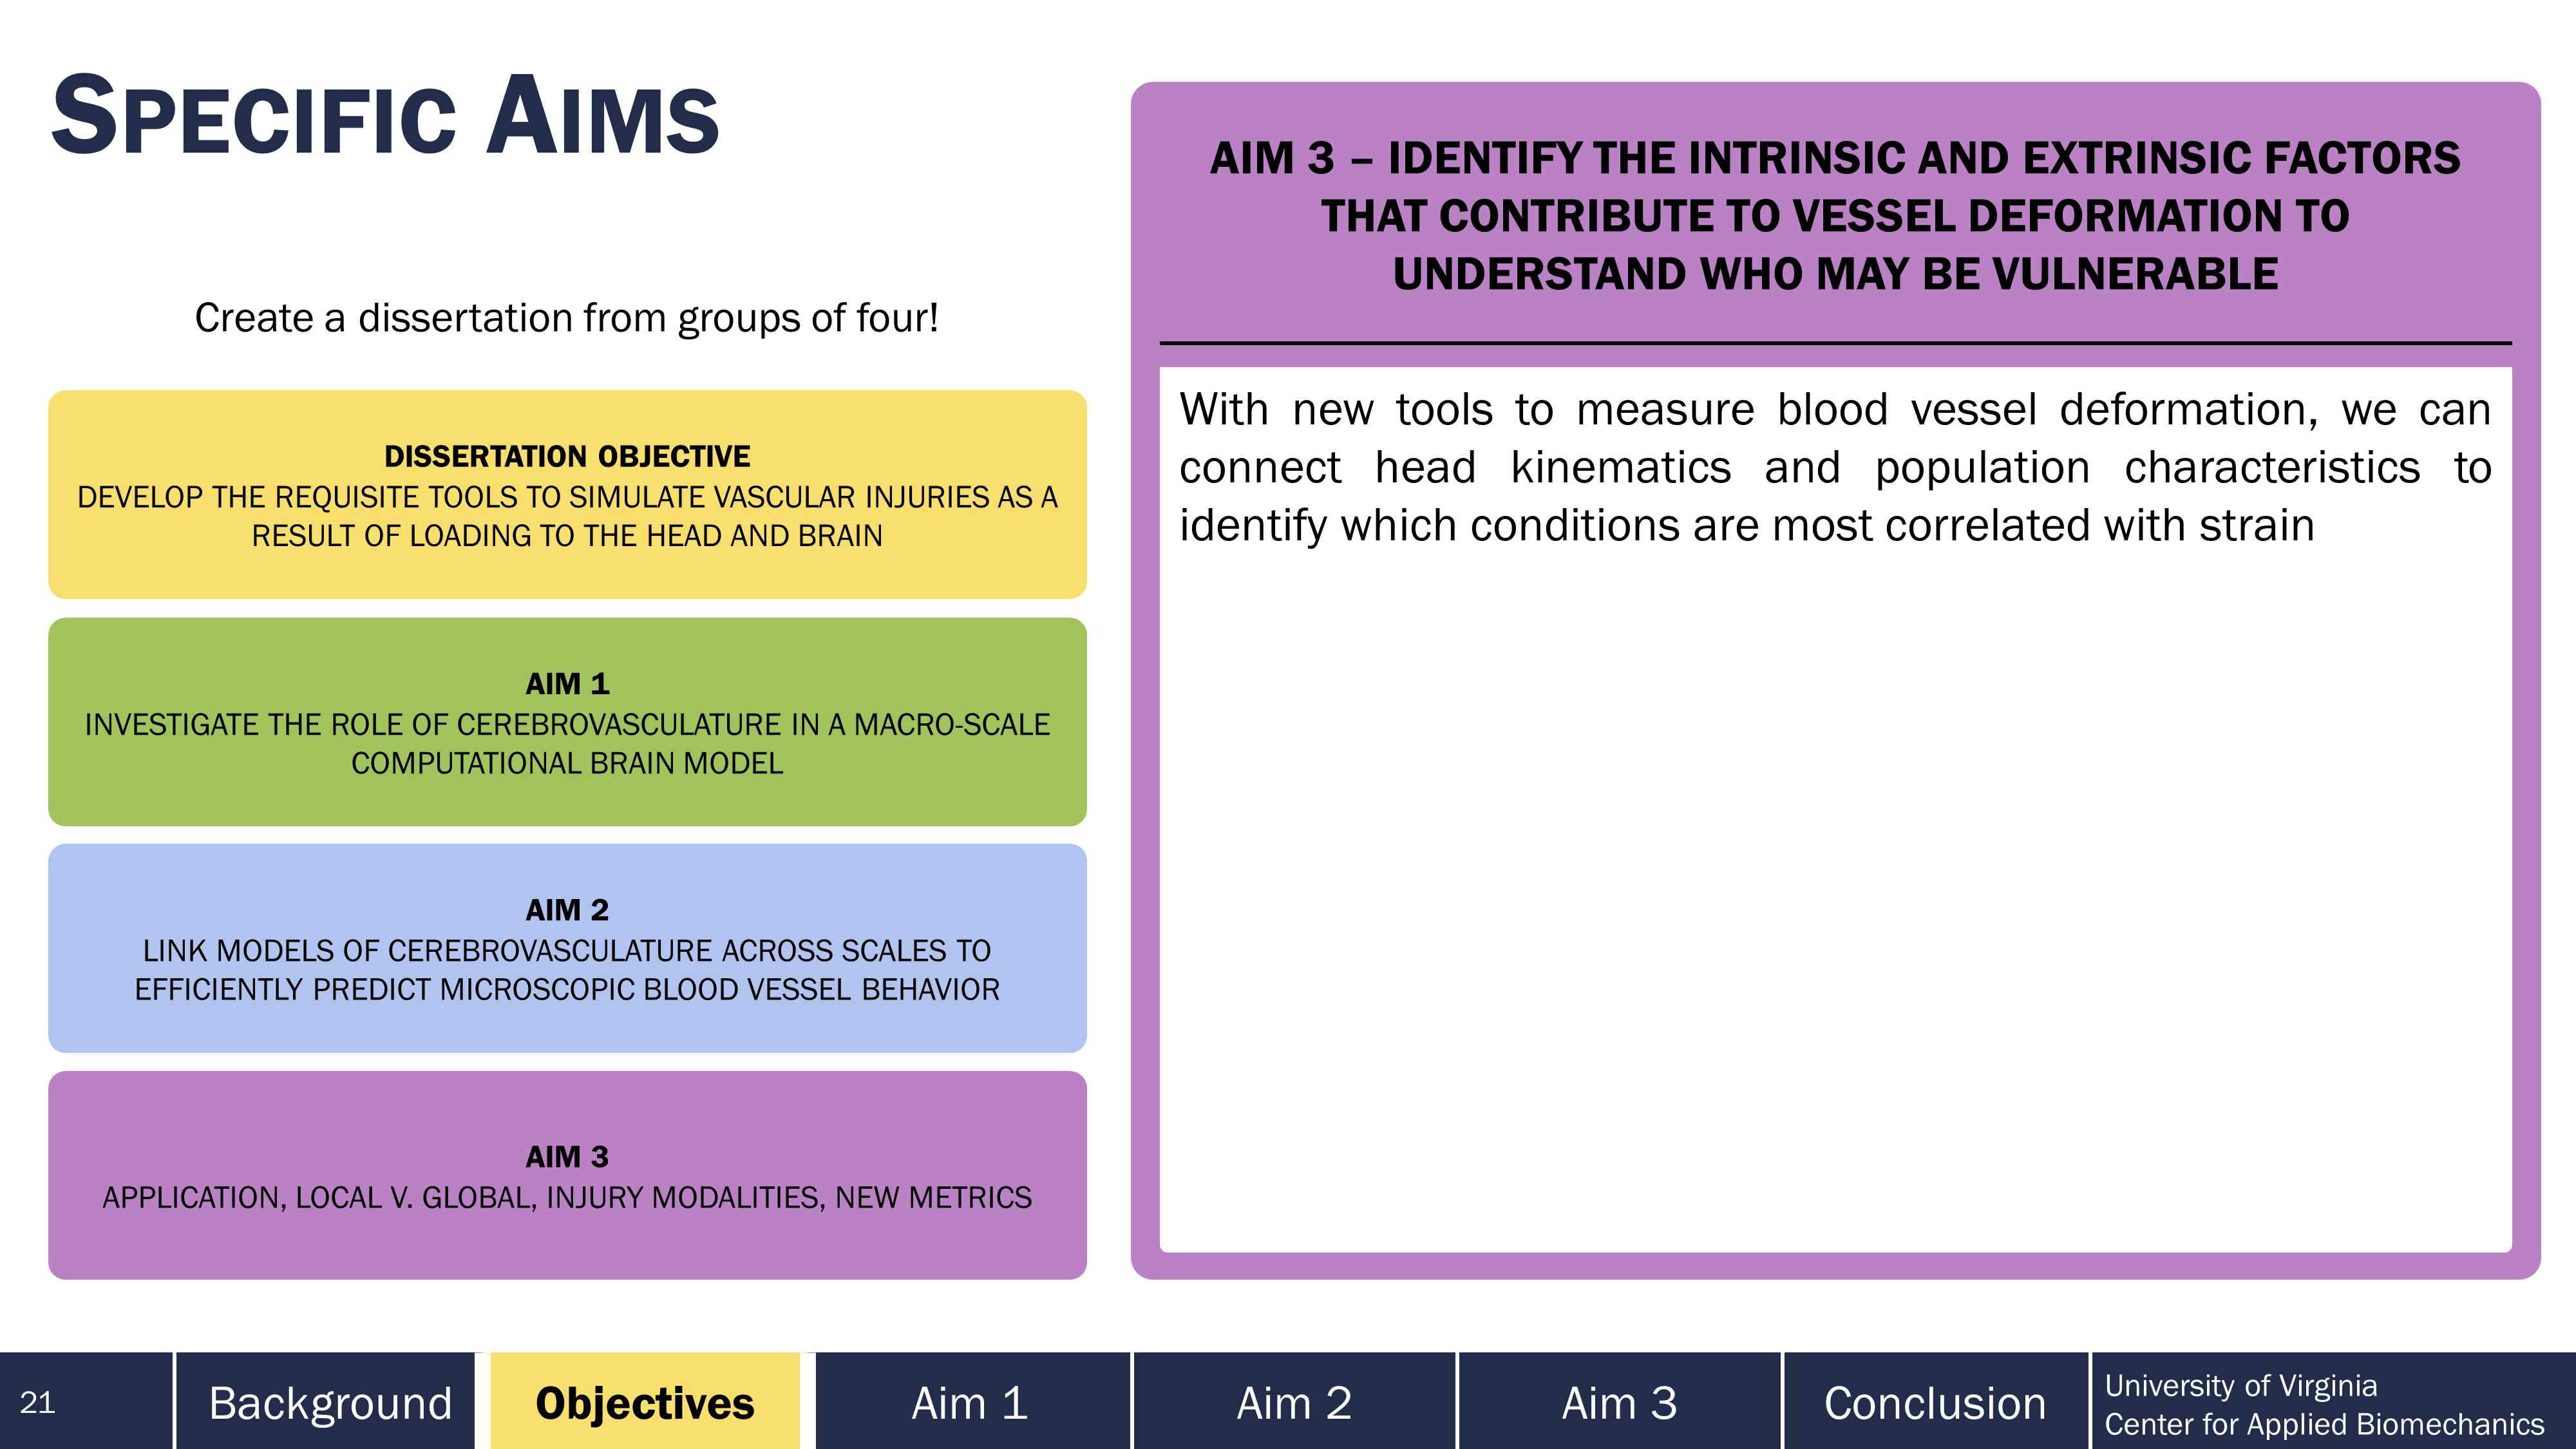 SPECIFIC AIMS
Create a dissertation from groups of four!
DISSERTATION OBJECTIVE
DEVELOP THE REQUISITE TOOLS TO SIMULATE VASCULAR INJURIES AS A
RESULT OF LOADING TO THE HEAD AND BRAIN
AIM 1
INVESTIGATE THE ROLE OF CEREBROVASCULATURE IN A MACRO-SCALE
COMPUTATIONAL BRAIN MODEL
AIM 2
LINK MODELS OF CEREBROVASCULATURE ACROSS SCALES TO
EFFICIENTLY PREDICT MICROSCOPIC BLOOD VESSEL BEHAVIOR
AIM 3
APPLICATION, LOCAL V. GLOBAL, INJURY MODALITIES, NEW METRICS
AIM 3 – IDENTIFY THE INTRINSIC AND EXTRINSIC FACTORS
THAT CONTRIBUTE TO VESSEL DEFORMATION TO
UNDERSTAND WHO MAY BE VULNERABLE
With new tools to measure blood vessel deformation, we can
connect head kinematics and population characteristics to
identify which conditions are most correlated with strain
21
Background
Objectives
Aim 1
Aim 2
Aim 3
Conclusion
University of Virginia
Center for Applied Biomechanics